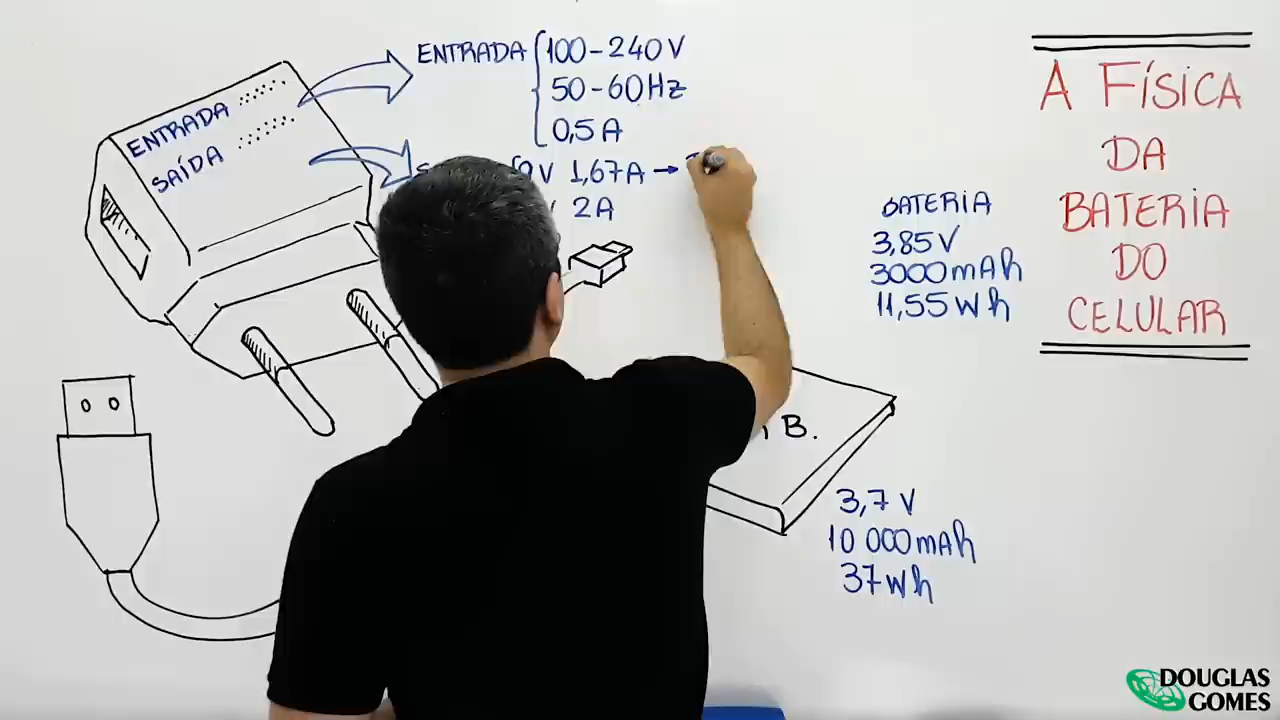 ENTRADA
SAÍDA
ENTRADA
100-240V
50-60Hz
0,5A
V 1,67A →
2A
BATERIA
3,85V
3000mAh
11,55Wh
A FÍSICA
DA
BATERIA
DO
CELULAR
B.
3,7V
10 000mAh
37Wh
DOUGLAS
GOMES